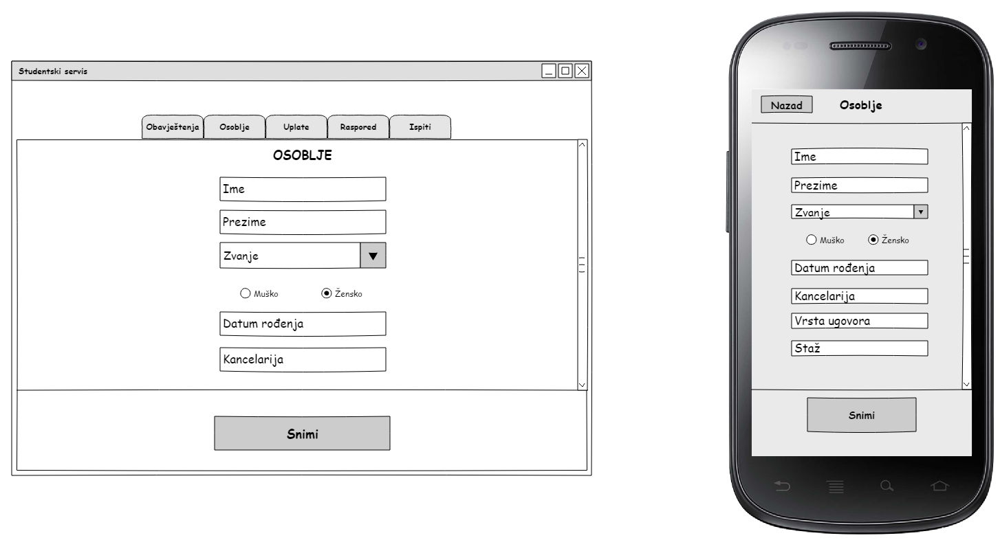 Studentski servis
Obavještenja Osoblje Uplate Raspored Ispiti
OSOBLJE
Ime
Prezime
Zvanje
Muško Žensko
Datum rođenja
Kancelarija
Snimi
Nazad Osoblje
Ime
Prezime
Zvanje
Muško Žensko
Datum rođenja
Kancelarija
Vrsta ugovora
Staž
Snimi